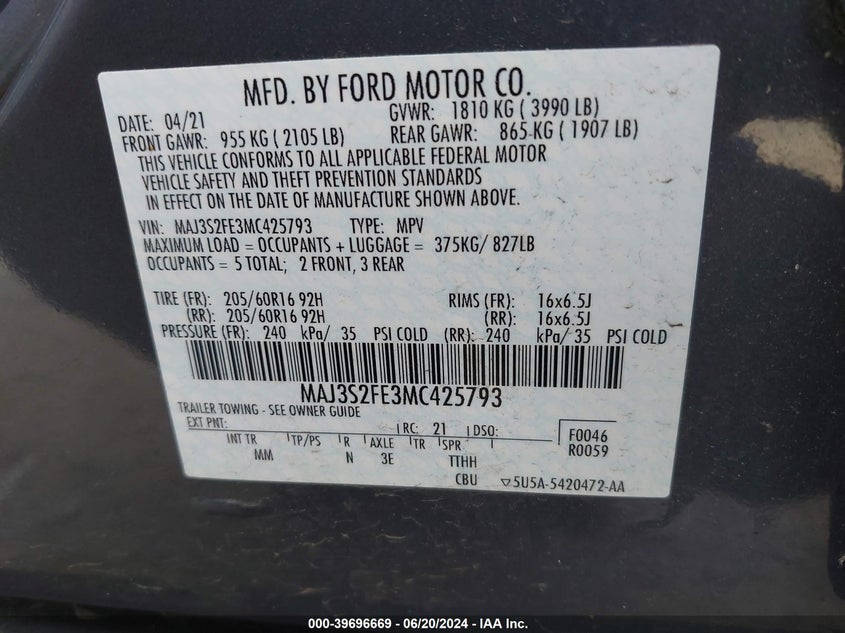 MFD. BY FORD MOTOR CO.
DATE: 04/21 GVWR: 1810 KG ( 3990 LB)
FRONT GAWR: 955 KG ( 2105 LB) REAR GAWR: 865-KG ( 1907 LB)
THIS VEHICLE CONFORMS TO ALL APPLICABLE FEDERAL MOTOR
VEHICLE SAFETY AND THEFT PREVENTION STANDARDS
IN EFFECT ON THE DATE OF MANUFACTURE SHOWN ABOVE.
VIN: MAJ3S2FE3MC425793 TYPE: MPV
MAXIMUM LOAD = OCCUPANTS + LUGGAGE = 375KG/ 827LB
OCCUPANTS = 5 TOTAL; 2 FRONT, 3 REAR
TIRE (FR): 205/60R16 92H RIMS (FR): 16x6.5J
(RR): 205/60R16 92H (RR): 16x6.5J
PRESSURE (FR): 240 kPa/ 35 PSI COLD (RR): 240 kPa/ 35 PSI COLD
MAJ3S2FE3MC425793
TRAILER TOWING - SEE OWNER GUIDE
EXT PNT: RC: 21 DSO: F0046
INT TR TP/PS R AXLE TR SPR R0059
MM N 3E TTHH
CBU ▽5U5A-5420472-AA
000-39696669 | 06/20/2024 - IAA Inc.